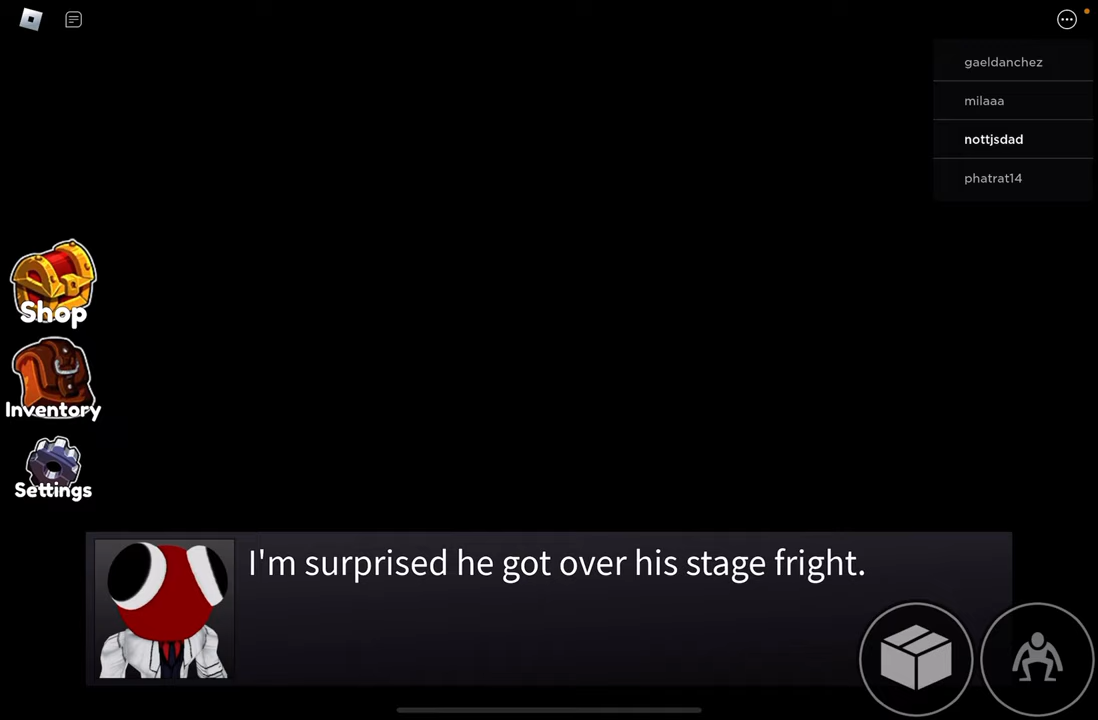 gaeldanchez
milaaa
nottjsdad
phatrat14
Shop
Inventory
Settings
I'm surprised he got over his stage fright.